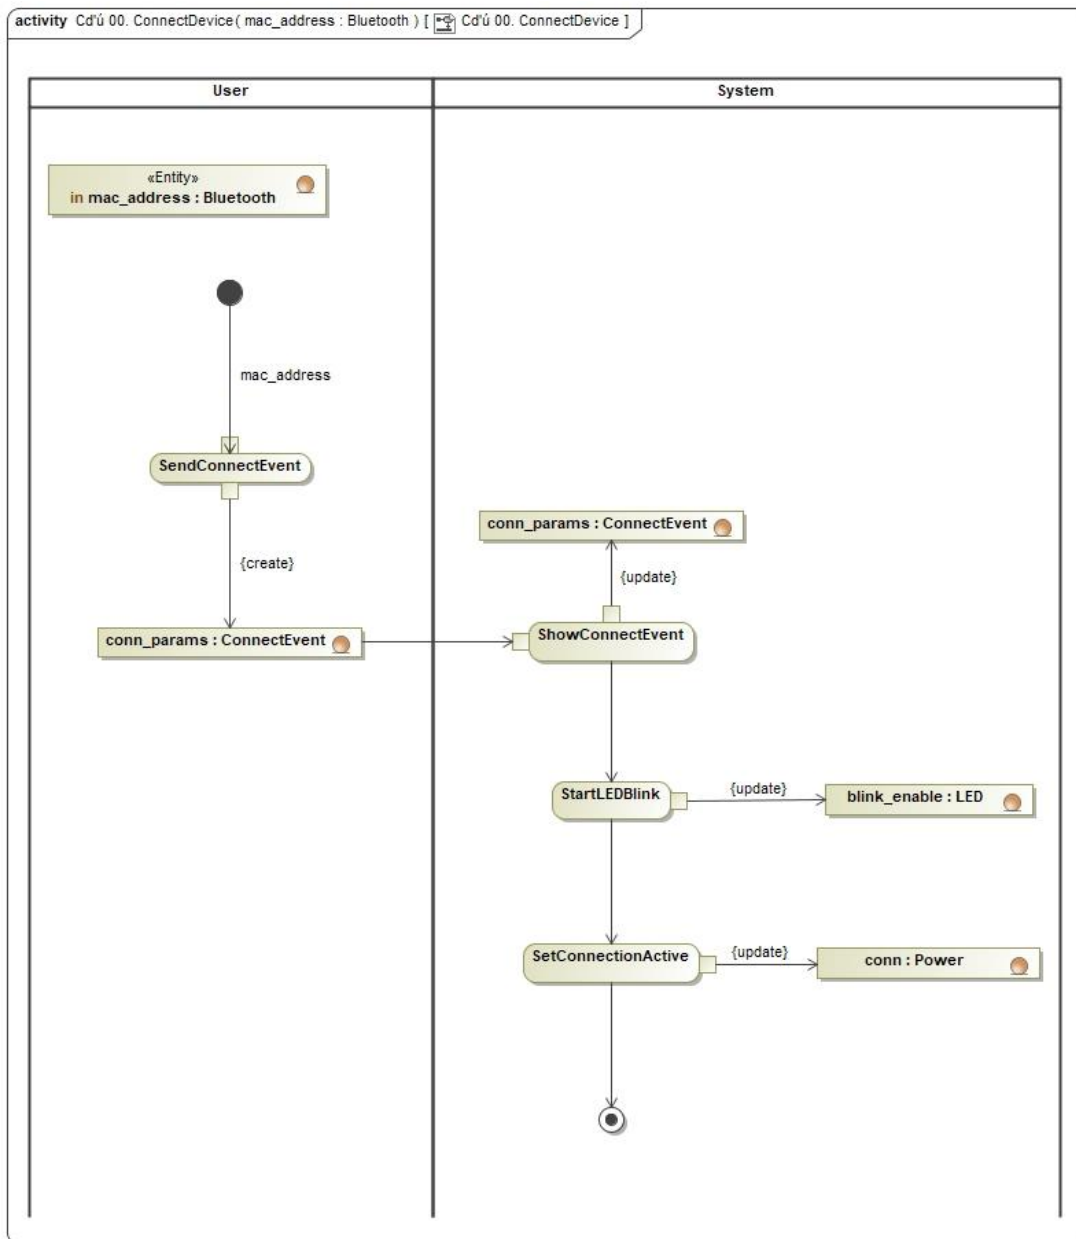 activity Cd'ú 00. ConnectDevice( mac_address : Bluetooth ) [ Cd'ú 00. ConnectDevice ]
User
System
«Entity»
in mac_address : Bluetooth
mac_address
SendConnectEvent
conn_params : ConnectEvent
{create}
{update}
conn_params : ConnectEvent
ShowConnectEvent
StartLEDBlink
{update}
blink_enable : LED
SetConnectionActive
{update}
conn : Power